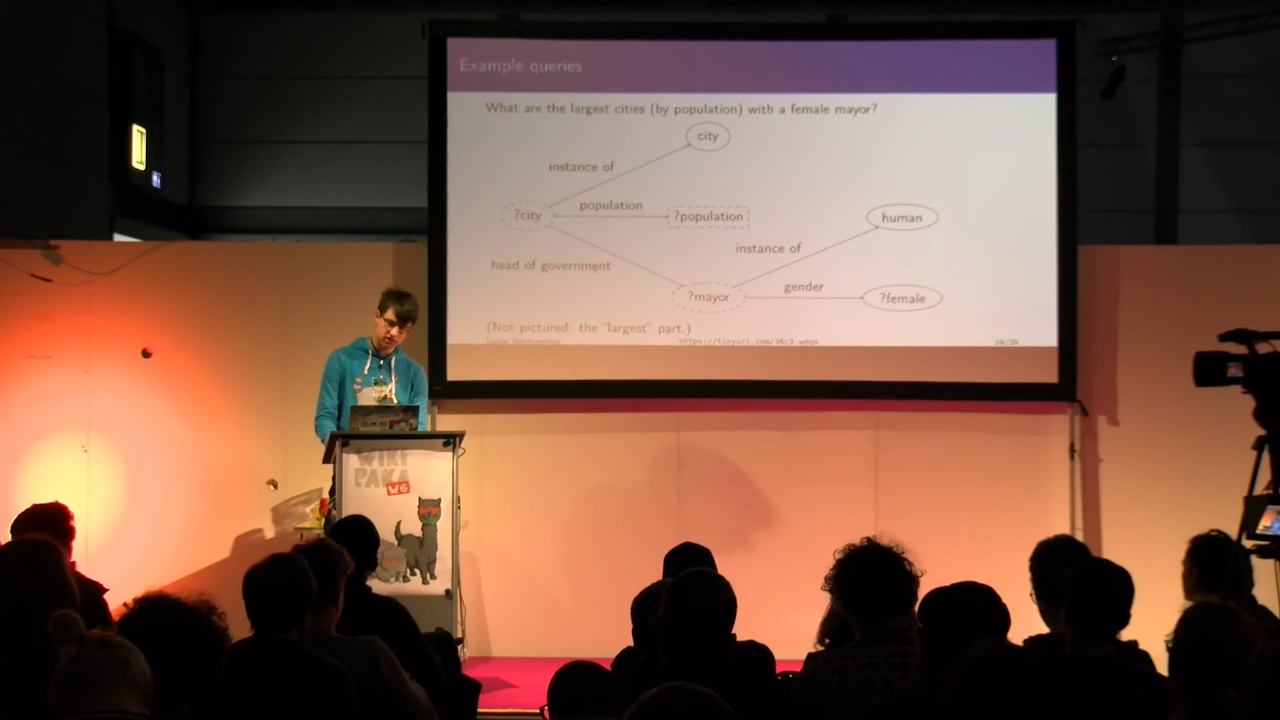 Example queries
What are the largest cities (by population) with a female mayor?
city
instance of
population
?city
?population
human
instance of
head of government
gender
?mayor
?female
(Not pictured: the "largest" part.)
WIKI
PAKA
WG